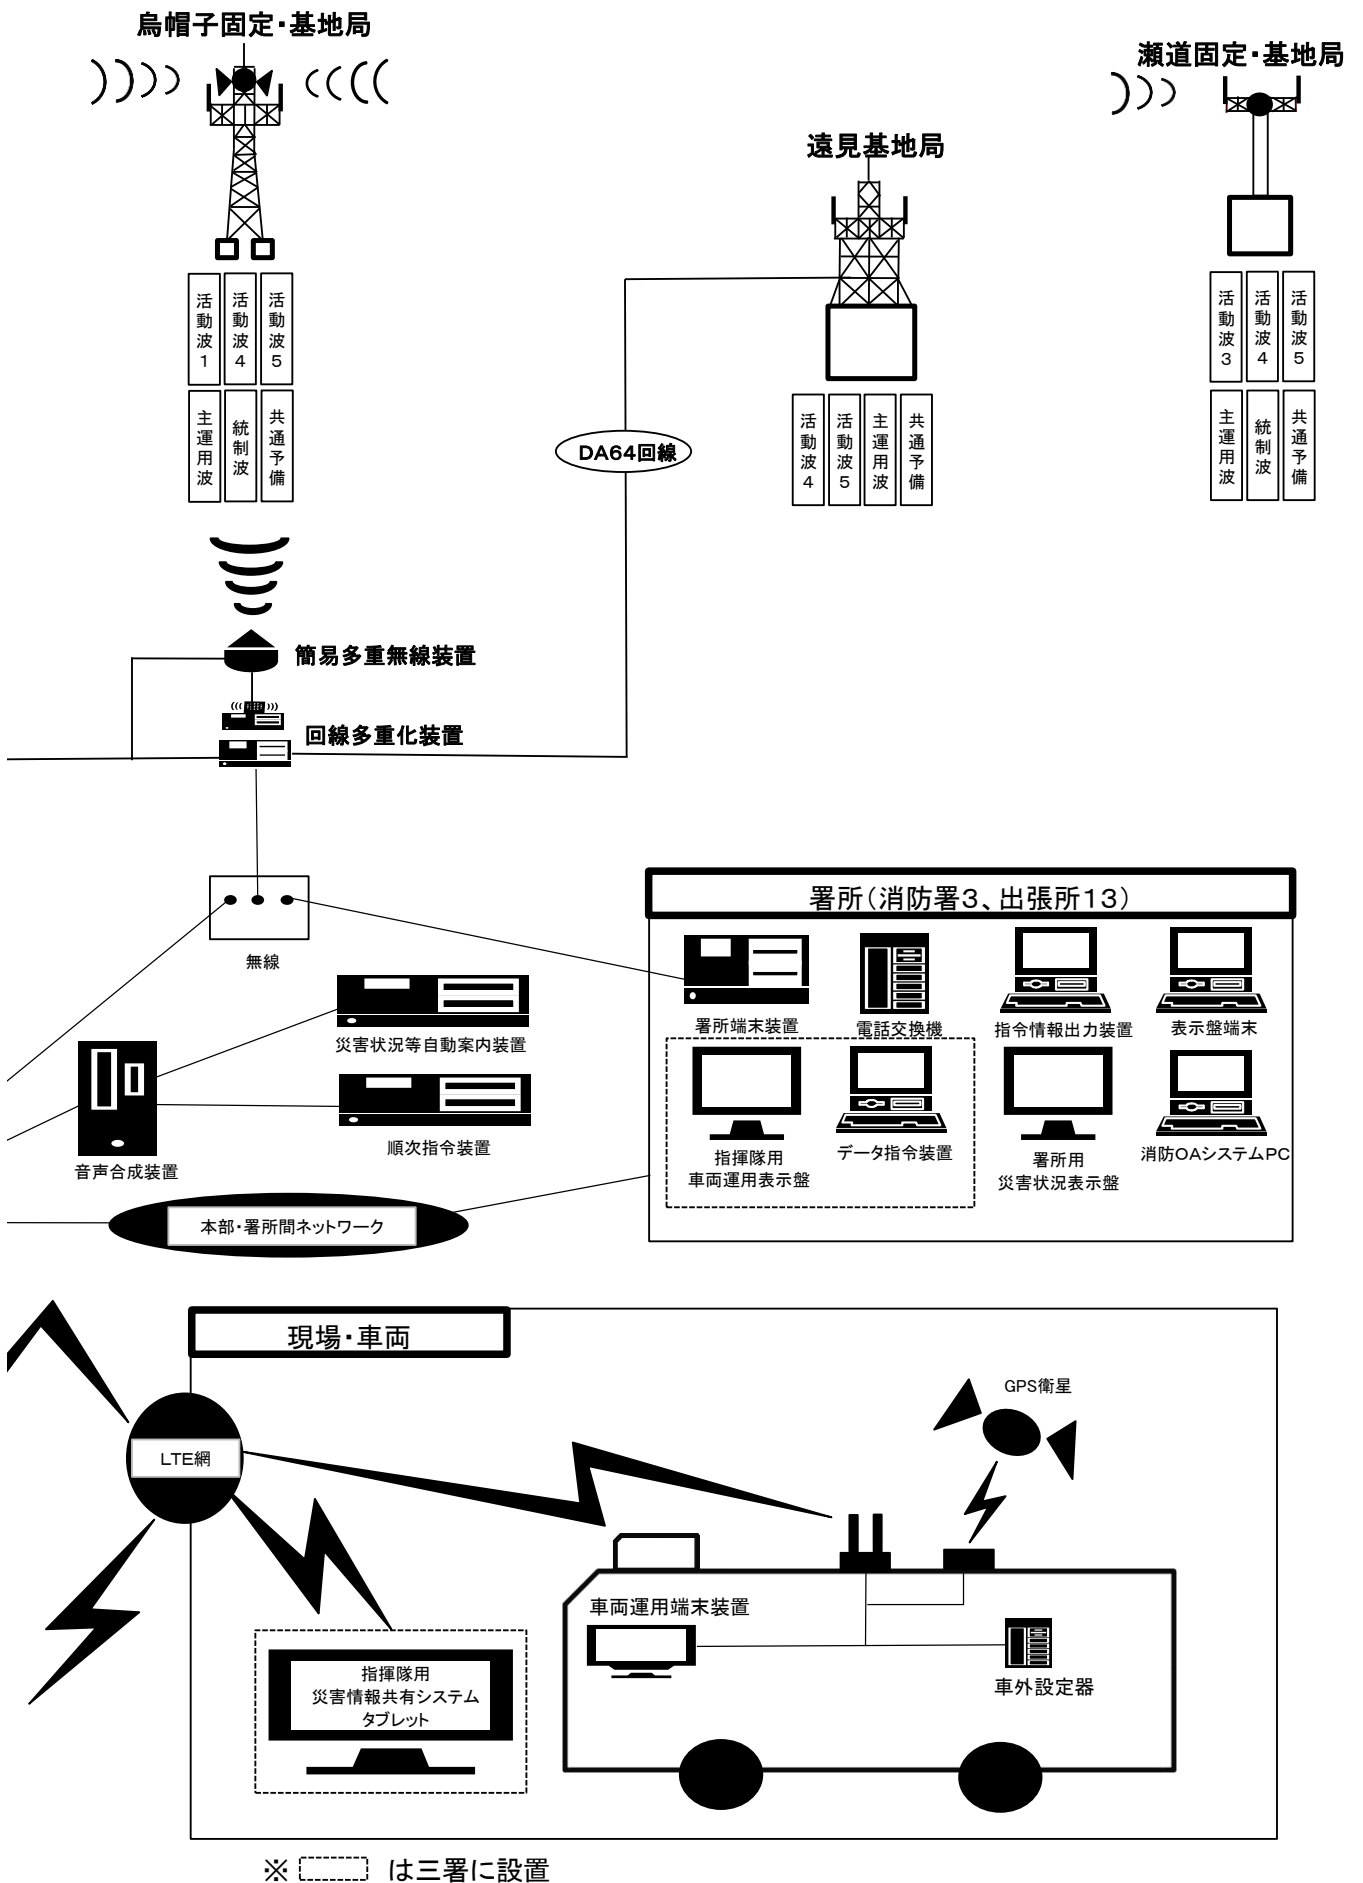 烏帽子固定・基地局
瀬道固定・基地局
遠見基地局
活動波1
活動波4
活動波5
主運用波
統制波
共通予備
活動波4
活動波5
主運用波
共通予備
活動波3
活動波4
活動波5
主運用波
統制波
共通予備
DA64回線
簡易多重無線装置
回線多重化装置
無線
災害状況等自動案内装置
順次指令装置
音声合成装置
本部・署所間ネットワーク
署所(消防署3、出張所13)
署所端末装置
電話交換機
指令情報出力装置
表示盤端末
指揮隊用
車両運用表示盤
データ指令装置
署所用
災害状況表示盤
消防OAシステムPC
現場・車両
LTE網
GPS衛星
車両運用端末装置
車外設定器
指揮隊用
災害情報共有システム
タブレット
※ は三署に設置